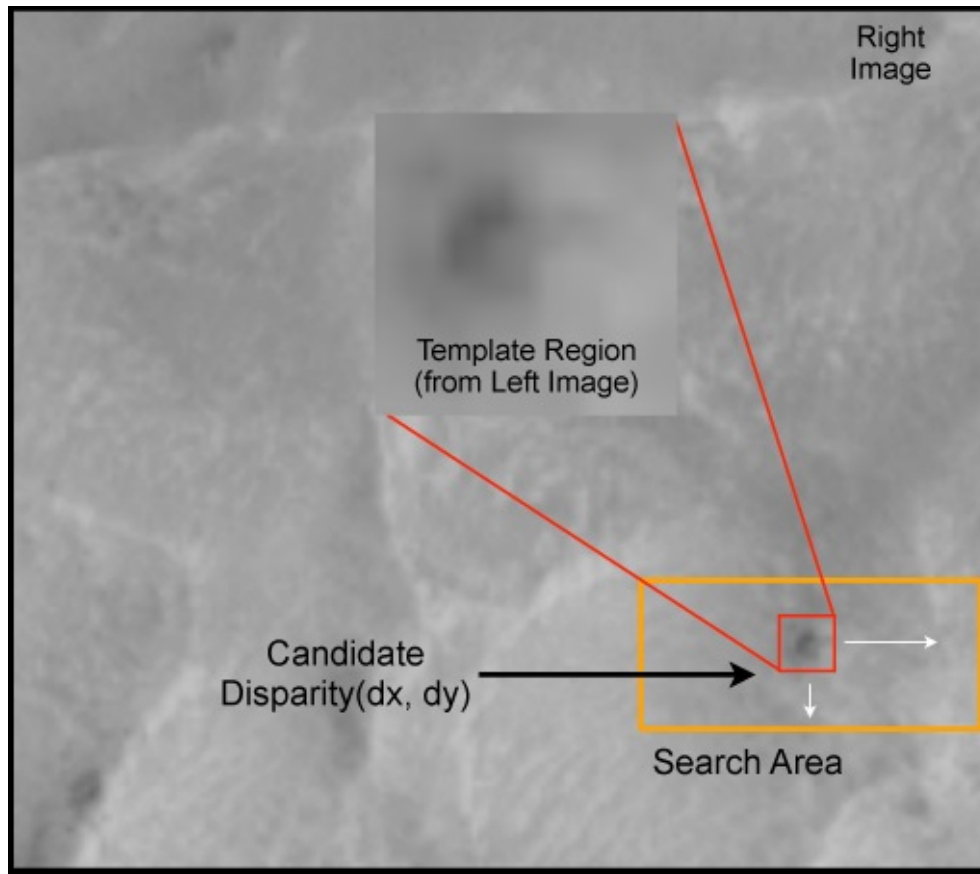 Right
Image
Template Region
(from Left Image)
Candidate
Disparity(dx, dy)
Search Area